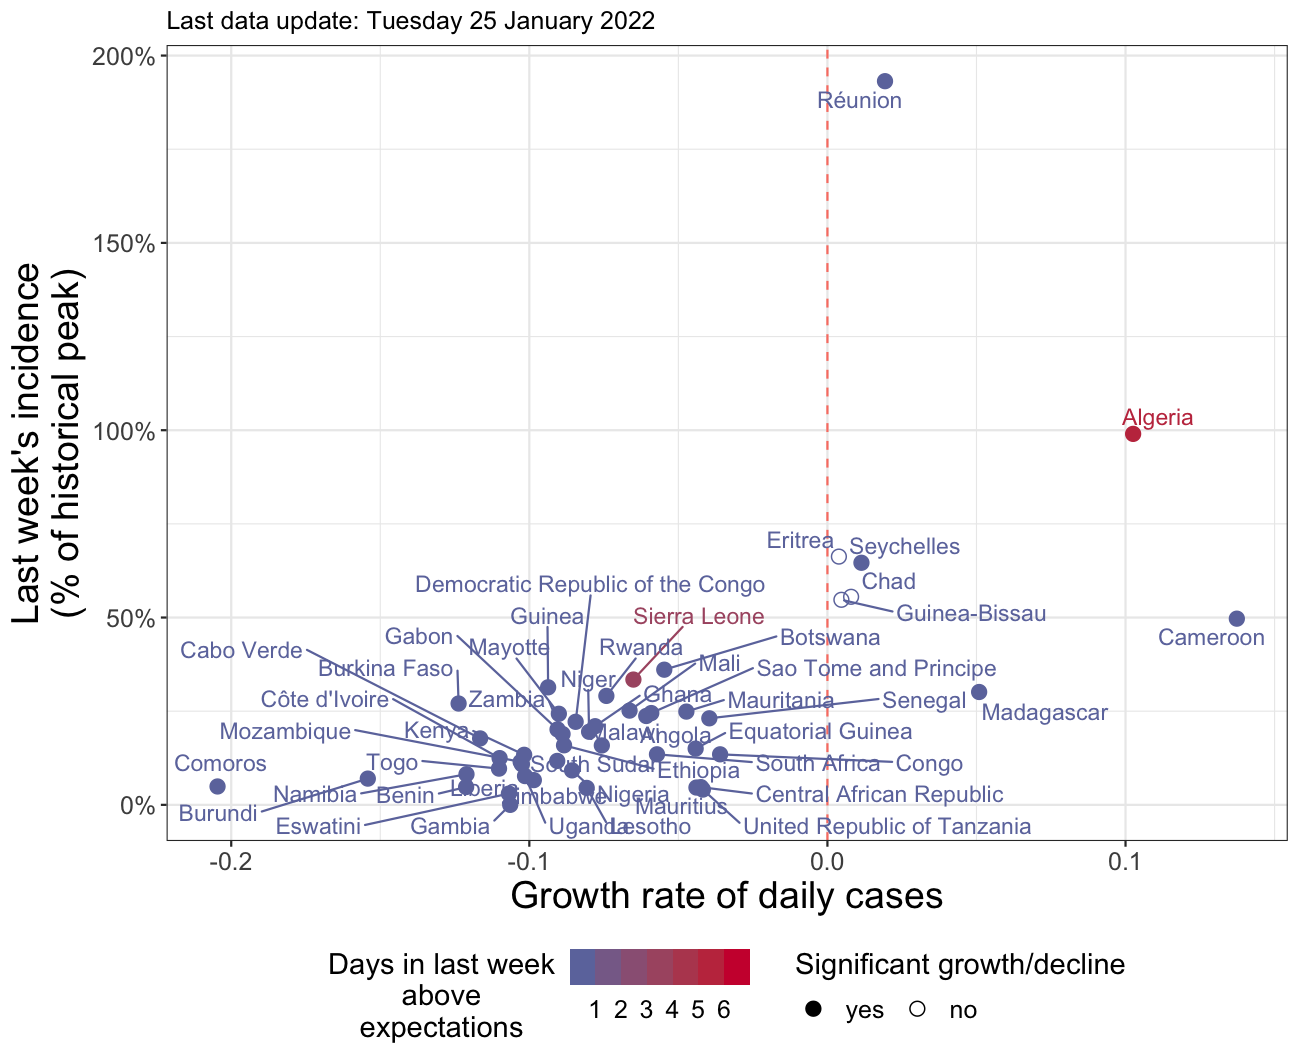 Last data update: Tuesday 25 January 2022
200%
150%
100%
50%
0%
Last week's incidence
(% of historical peak)
Réunion
Algeria
Eritrea
Seychelles
Chad
Guinea-Bissau
Cameroon
Democratic Republic of the Congo
Guinea
Sierra Leone
Gabon
Mayotte
Rwanda
Botswana
Cabo Verde
Burkina Faso
Niger
Mali
Sao Tome and Principe
Côte d'Ivoire
Zambia
Ghana
Mauritania
Senegal
Madagascar
Mozambique
Kenya
Malawi
Angola
Equatorial Guinea
Comoros
Togo
South Sudan
Ethiopia
South Africa
Congo
Namibia
Benin
Liberia
Zimbabwe
Nigeria
Mauritius
Central African Republic
Burundi
Eswatini
Gambia
Uganda
Lesotho
United Republic of Tanzania
-0.2
-0.1
0.0
0.1
Growth rate of daily cases
Days in last week
above
expectations
1 2 3 4 5 6
Significant growth/decline
yes
no